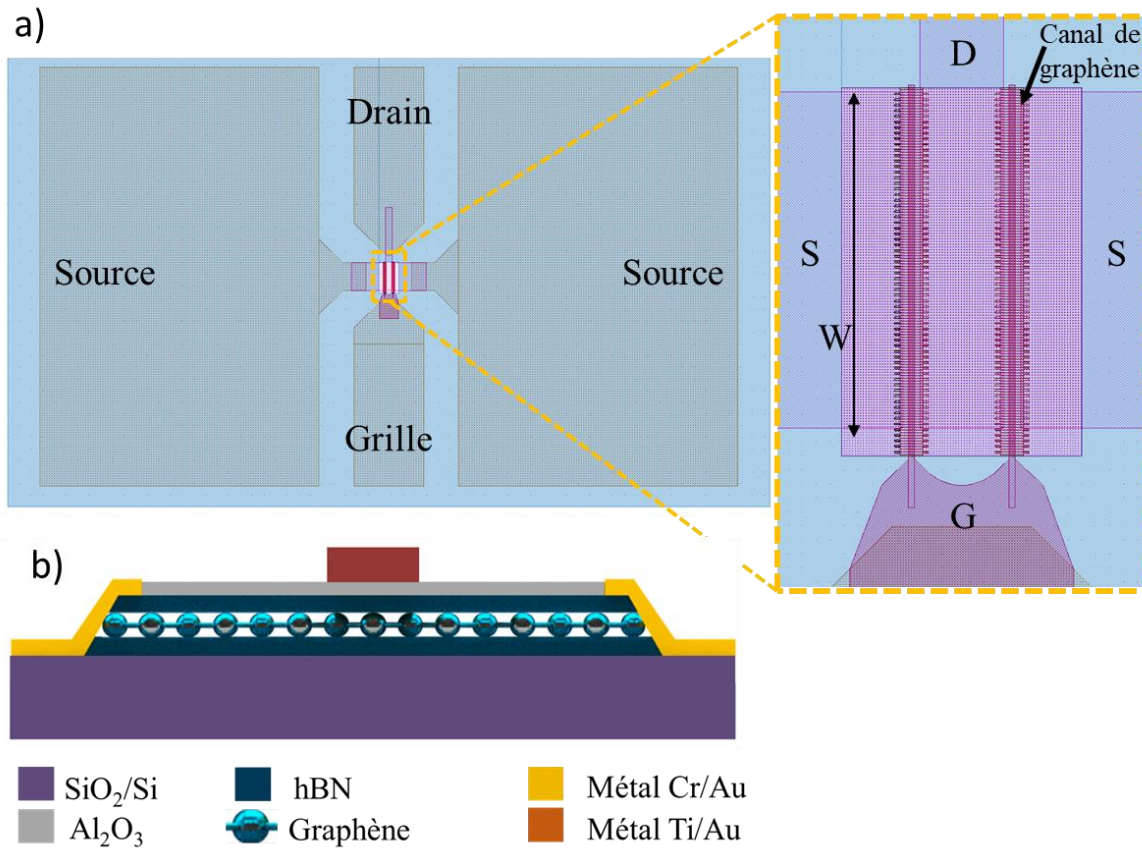 a)
Drain
Source
Source
Grille
Canal de
graphène
D
S
S
W
G
b)
SiO₂/Si
hBN
Métal Cr/Au
Al₂O₃
Graphène
Métal Ti/Au